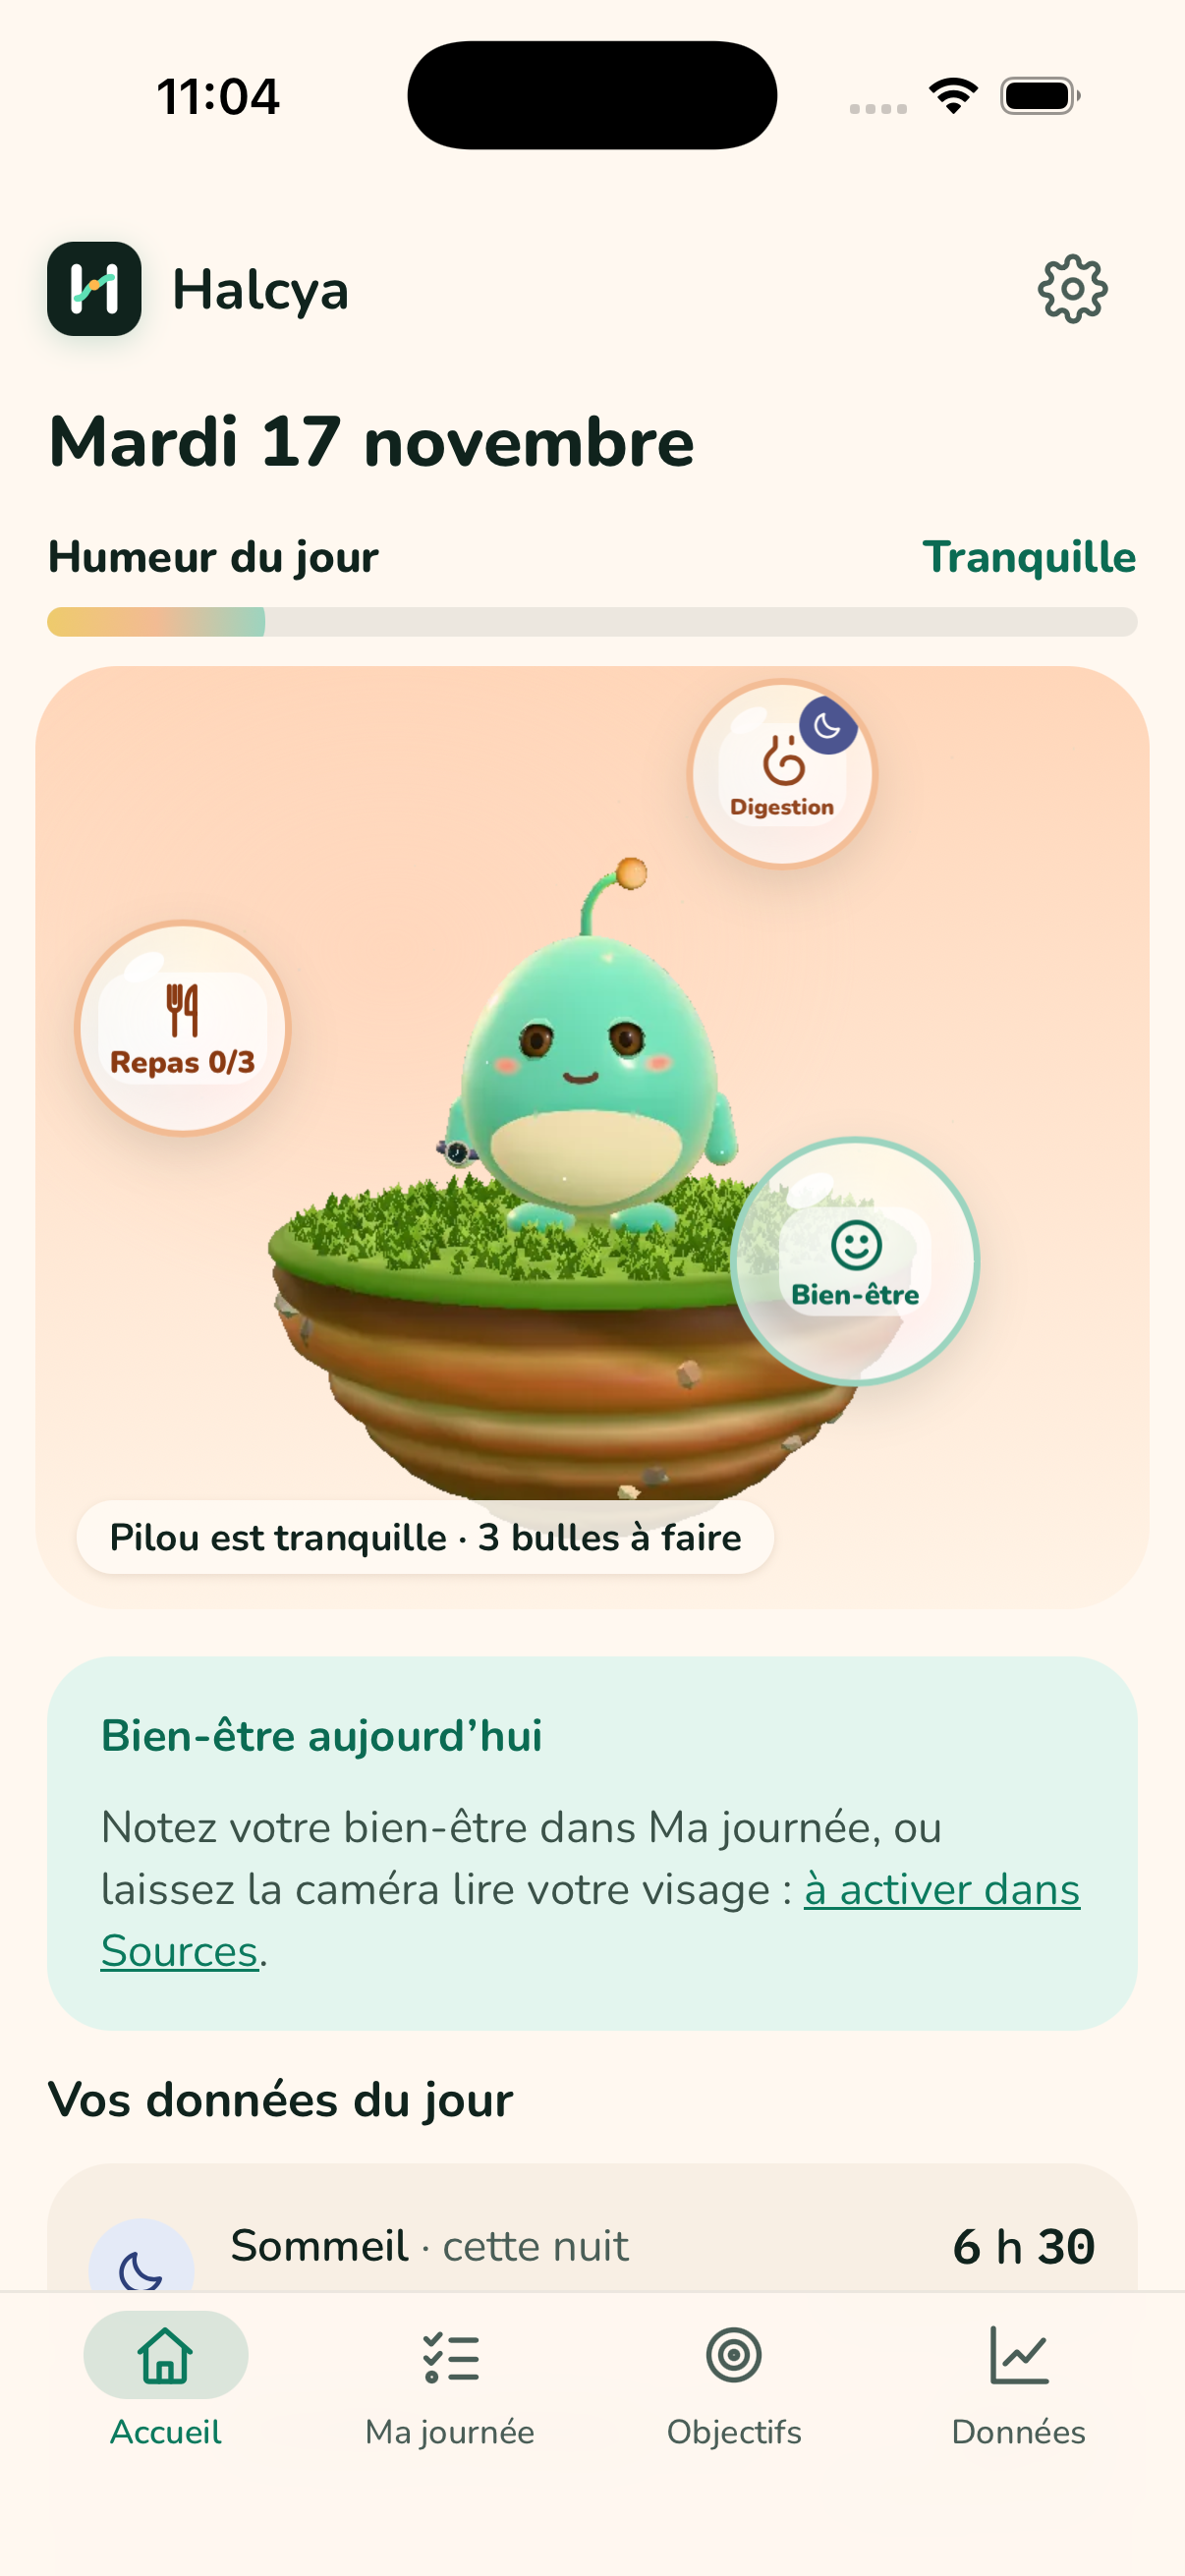 11:04
Halcya
Mardi 17 novembre
Humeur du jour
Tranquille
Digestion
Repas 0/3
Bien-être
Pilou est tranquille · 3 bulles à faire
Bien-être aujourd’hui
Notez votre bien-être dans Ma journée, ou
laissez la caméra lire votre visage : à activer dans
Sources.
Vos données du jour
Sommeil · cette nuit
6 h 30
Accueil
Ma journée
Objectifs
Données